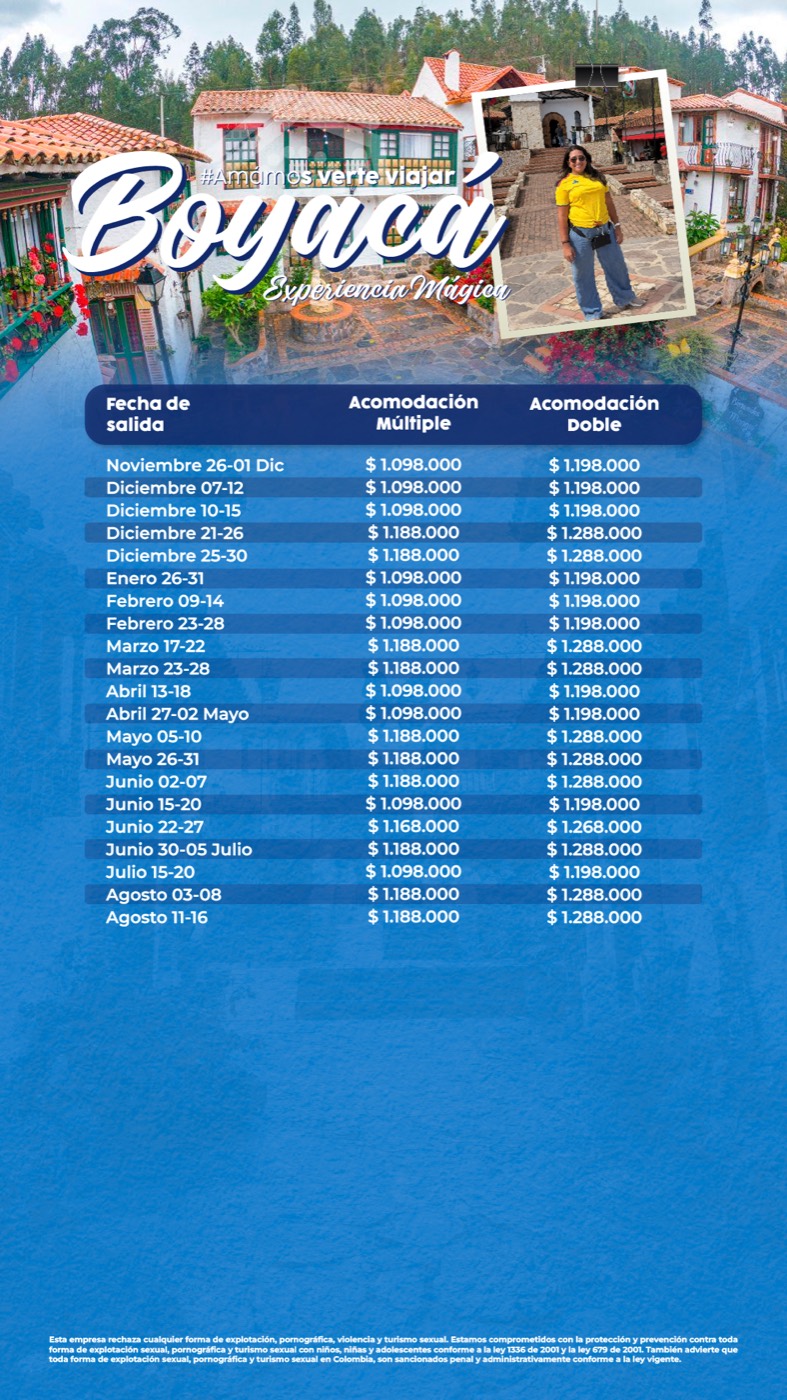 #Amámos verte viajar
Boyacá
Experiencia Mágica
Fecha de salida Acomodación Múltiple Acomodación Doble
Noviembre 26-01 Dic $ 1.098.000 $ 1.198.000
Diciembre 07-12 $ 1.098.000 $ 1.198.000
Diciembre 10-15 $ 1.098.000 $ 1.198.000
Diciembre 21-26 $ 1.188.000 $ 1.288.000
Diciembre 25-30 $ 1.188.000 $ 1.288.000
Enero 26-31 $ 1.098.000 $ 1.198.000
Febrero 09-14 $ 1.098.000 $ 1.198.000
Febrero 23-28 $ 1.098.000 $ 1.198.000
Marzo 17-22 $ 1.188.000 $ 1.288.000
Marzo 23-28 $ 1.188.000 $ 1.288.000
Abril 13-18 $ 1.098.000 $ 1.198.000
Abril 27-02 Mayo $ 1.098.000 $ 1.198.000
Mayo 05-10 $ 1.188.000 $ 1.288.000
Mayo 26-31 $ 1.188.000 $ 1.288.000
Junio 02-07 $ 1.188.000 $ 1.288.000
Junio 15-20 $ 1.098.000 $ 1.198.000
Junio 22-27 $ 1.168.000 $ 1.268.000
Junio 30-05 Julio $ 1.188.000 $ 1.288.000
Julio 15-20 $ 1.098.000 $ 1.198.000
Agosto 03-08 $ 1.188.000 $ 1.288.000
Agosto 11-16 $ 1.188.000 $ 1.288.000
Esta empresa rechaza cualquier forma de explotación, pornográfica, violencia y turismo sexual. Estamos comprometidos con la protección y prevención contra toda
forma de explotación sexual, pornográfica y turismo sexual con niños, niñas y adolescentes conforme a la ley 1336 de 2001 y la ley 679 de 2001. También advierte que
toda forma de explotación sexual, pornográfica y turismo sexual en Colombia, son sancionados penal y administrativamente conforme a la ley vigente.